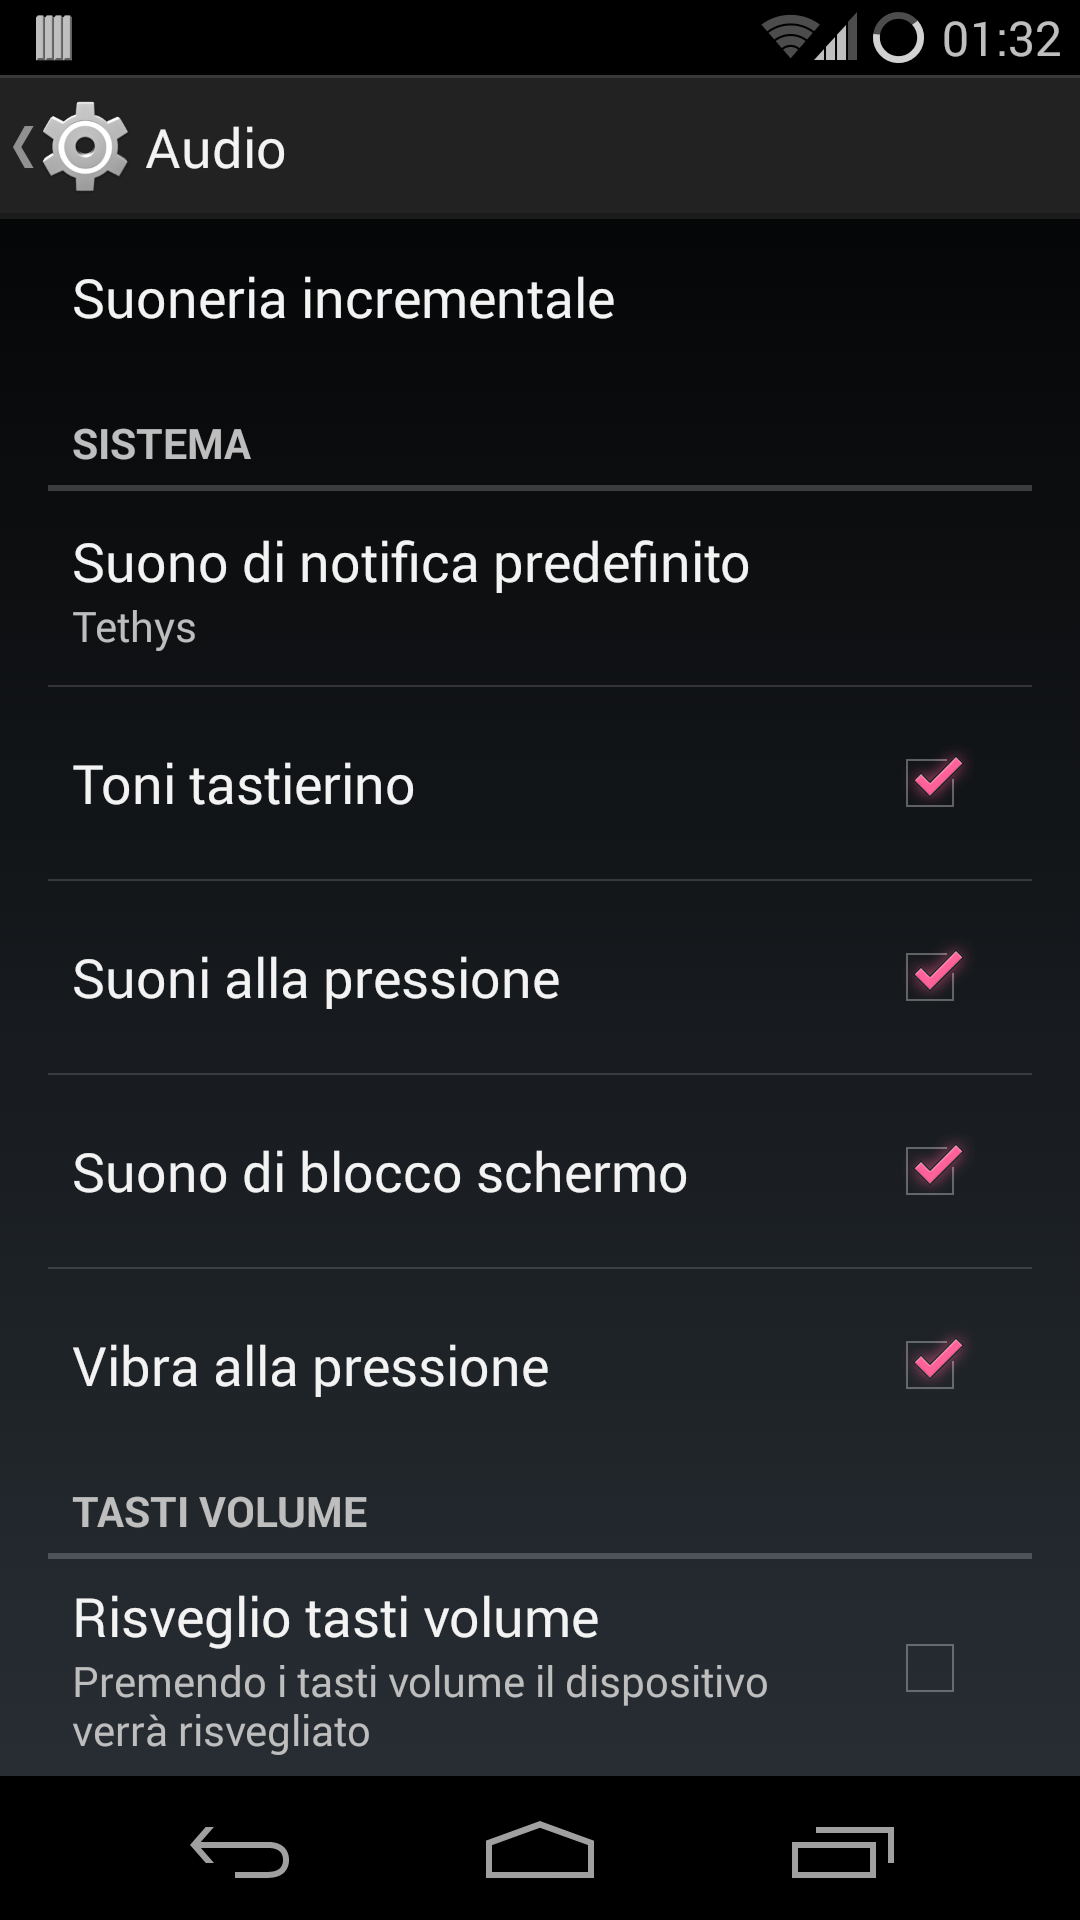 01:32
Audio
Suoneria incrementale
SISTEMA
Suono di notifica predefinito
Tethys
Toni tastierino
Suoni alla pressione
Suono di blocco schermo
Vibra alla pressione
TASTI VOLUME
Risveglio tasti volume
Premendo i tasti volume il dispositivo
verrà risvegliato